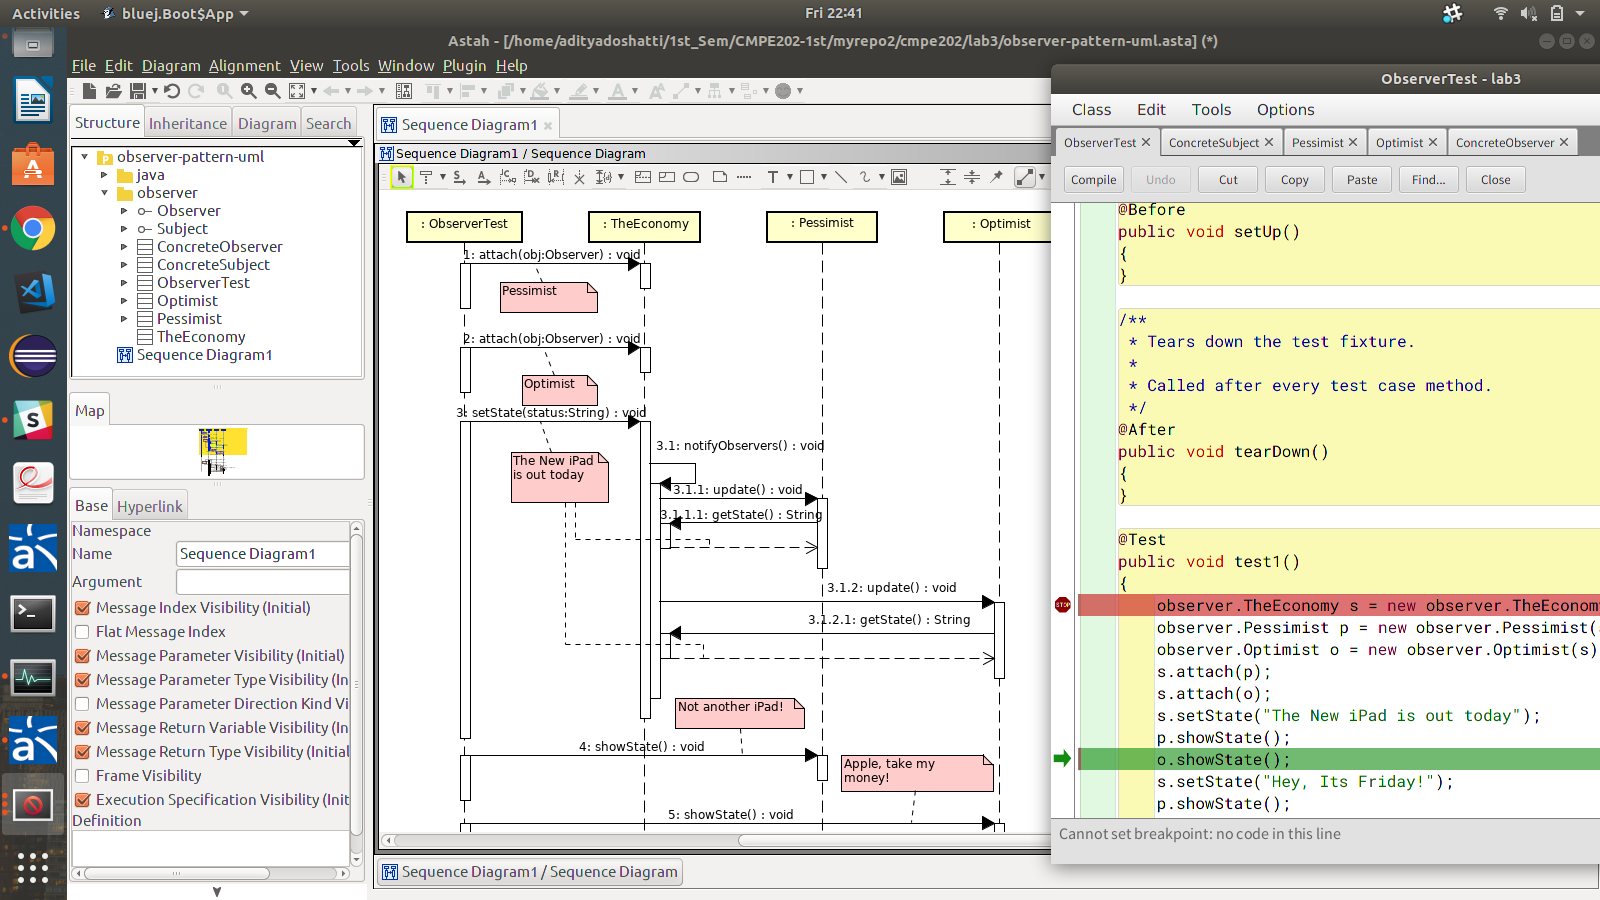 Activities
bluej.Boot$App
Fri 22:41
Astah - [/home/adityadoshatti/1st_Sem/CMPE202-1st/myrepo2/cmpe202/lab3/observer-pattern-uml.asta] (*)
File Edit Diagram Alignment View Tools Window Plugin Help
Structure Inheritance Diagram Search
observer-pattern-uml
java
observer
Observer
Subject
ConcreteObserver
ConcreteSubject
ObserverTest
Optimist
Pessimist
TheEconomy
Sequence Diagram1
Map
Base Hyperlink
Namespace
Name Sequence Diagram1
Argument
Message Index Visibility (Initial)
Flat Message Index
Message Parameter Visibility (Initial)
Message Parameter Type Visibility (In
Message Parameter Direction Kind Vi
Message Return Variable Visibility (In
Message Return Type Visibility (Initial
Frame Visibility
Execution Specification Visibility (Init
Definition
Sequence Diagram1
Sequence Diagram1 / Sequence Diagram
: ObserverTest
: TheEconomy
: Pessimist
: Optimist
1: attach(obj:Observer) : void
Pessimist
2: attach(obj:Observer) : void
Optimist
3: setState(status:String) : void
The New iPad
is out today
3.1: notifyObservers() : void
3.1.1: update() : void
3.1.1.1: getState() : String
3.1.2: update() : void
3.1.2.1: getState() : String
Not another iPad!
4: showState() : void
Apple, take my
money!
5: showState() : void
Sequence Diagram1 / Sequence Diagram
ObserverTest - lab3
Class Edit Tools Options
ObserverTest ConcreteSubject Pessimist Optimist ConcreteObserver
Compile Undo Cut Copy Paste Find... Close
@Before
public void setUp()
{
}
/**
* Tears down the test fixture.
*
* Called after every test case method.
*/
@After
public void tearDown()
{
}
@Test
public void test1()
{
STOP
observer.TheEconomy s = new observer.TheEconom
observer.Pessimist p = new observer.Pessimist(
observer.Optimist o = new observer.Optimist(s)
s.attach(p);
s.attach(o);
s.setState("The New iPad is out today");
p.showState();
o.showState();
s.setState("Hey, Its Friday!");
p.showState();
Cannot set breakpoint: no code in this line